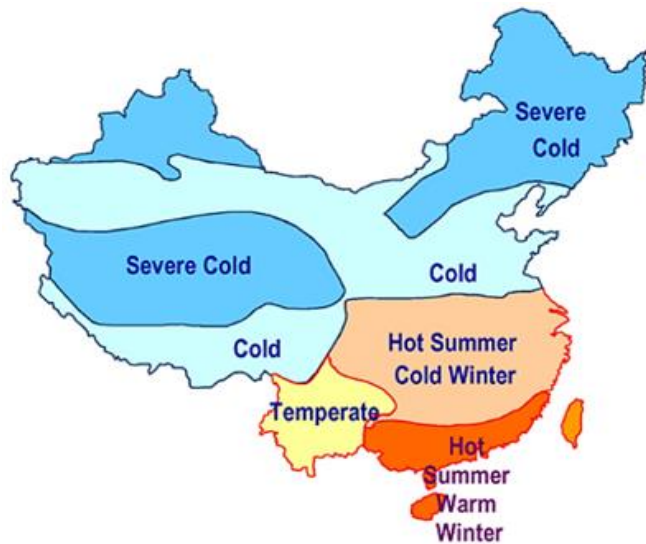 Severe
Cold
Severe Cold
Cold
Cold
Hot Summer
Cold Winter
Temperate
Hot
Summer
Warm
Winter